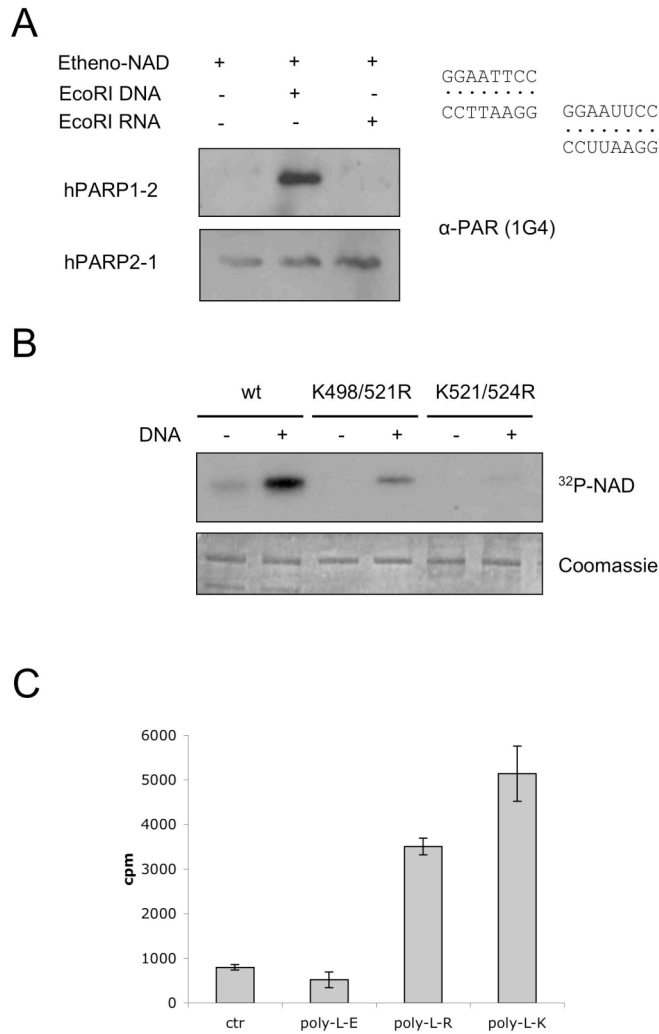 A
Etheno-NAD + + +
EcoRI DNA - + -
EcoRI RNA - - +
hPARP1-2
hPARP2-1
GGAATTCC
········
CCTTAAGG
GGAAUUCC
········
CCUUAAGG
α-PAR (1G4)
B
wt K498/521R K521/524R
DNA - + - + - +
³²P-NAD
Coomassie
C
cpm
6000
5000
4000
3000
2000
1000
0
ctr poly-L-E poly-L-R poly-L-K